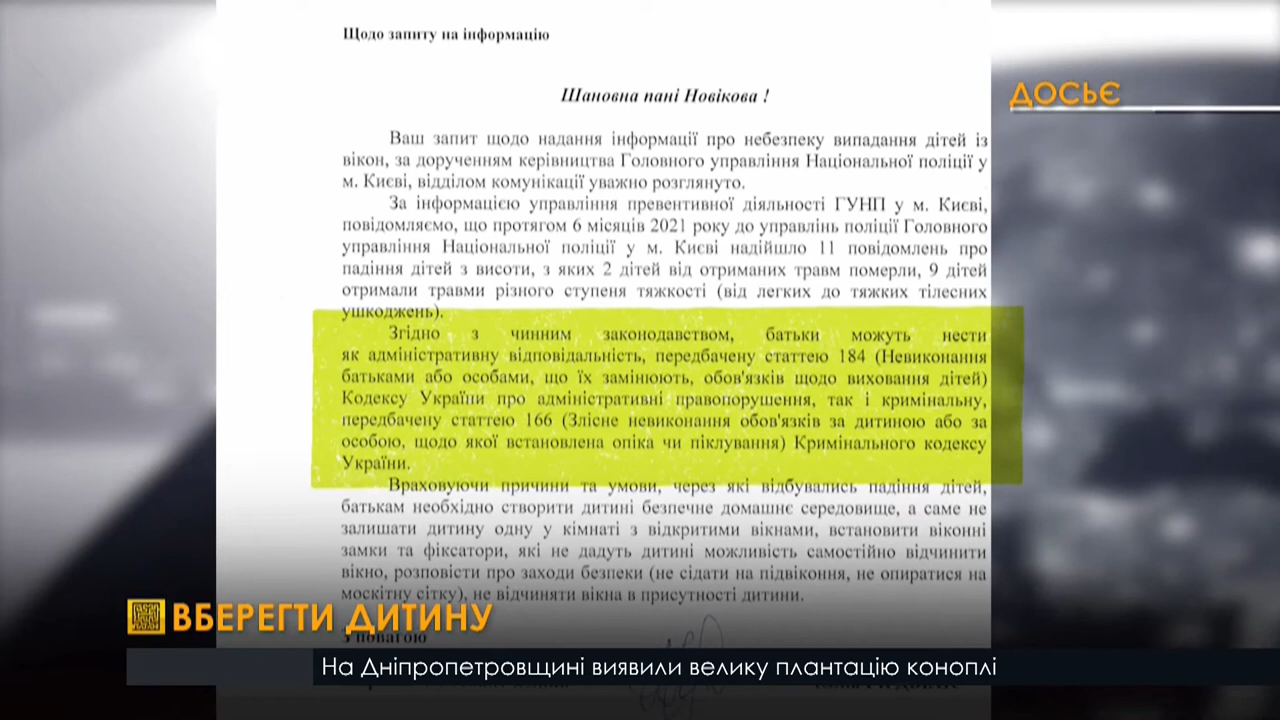 Щодо запиту на інформацію
Шановна пані Новікова !
ДОСЬЄ
Ваш запит щодо надання інформації про небезпеку випадання дітей із
вікон, за дорученням керівництва Головного управління Національної поліції у
м. Києві, відділом комунікації уважно розглянуто.
За інформацією управління превентивної діяльності ГУНП у м. Києві,
повідомляємо, що протягом 6 місяців 2021 року до управлінь поліції Головного
управління Національної поліції у м. Києві надійшло 11 повідомлень про
падіння дітей з висоти, з яких 2 дітей від отриманих травм померли, 9 дітей
отримали травми різного ступеня тяжкості (від легких до тяжких тілесних
ушкоджень).
Згідно з чинним законодавством, батьки можуть нести
як адміністративну відповідальність, передбачену статтею 184 (Невиконання
батьками або особами, що їх замінюють, обов'язків щодо виховання дітей)
Кодексу України про адміністративні правопорушення, так і кримінальну,
передбачену статтею 166 (Злісне невиконання обов'язків за дитиною або за
особою, щодо якої встановлена опіка чи піклування) Кримінального кодексу
України.
Враховуючи причини та умови, через які відбувались падіння дітей,
батькам необхідно створити дитині безпечне домашнє середовище, а саме не
залишати дитину одну у кімнаті з відкритими вікнами, встановити віконні
замки та фіксатори, які не дадуть дитині можливість самостійно відчинити
вікно, розповісти про заходи безпеки (не сідати на підвіконня, не опиратися на
москітну сітку), не відчиняти вікна в присутності дитини.
ВБЕРЕГТИ ДИТИНУ
З повагою
На Дніпропетровщині виявили велику плантацію коноплі